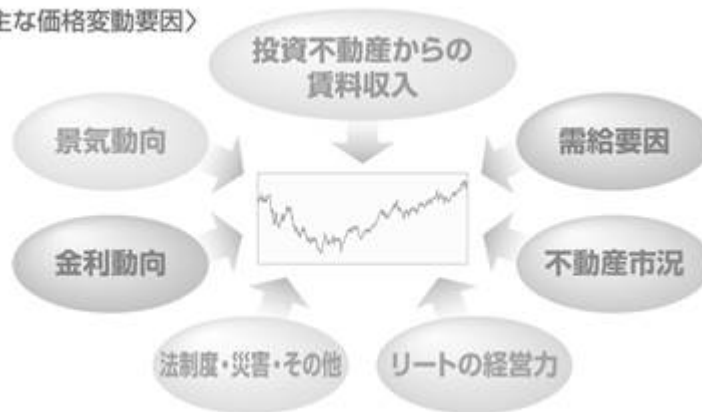 主な価格変動要因〉
投資不動産からの
賃料収入
景気動向
需給要因
金利動向
不動産市況
法制度・災害・その他
リートの経営力